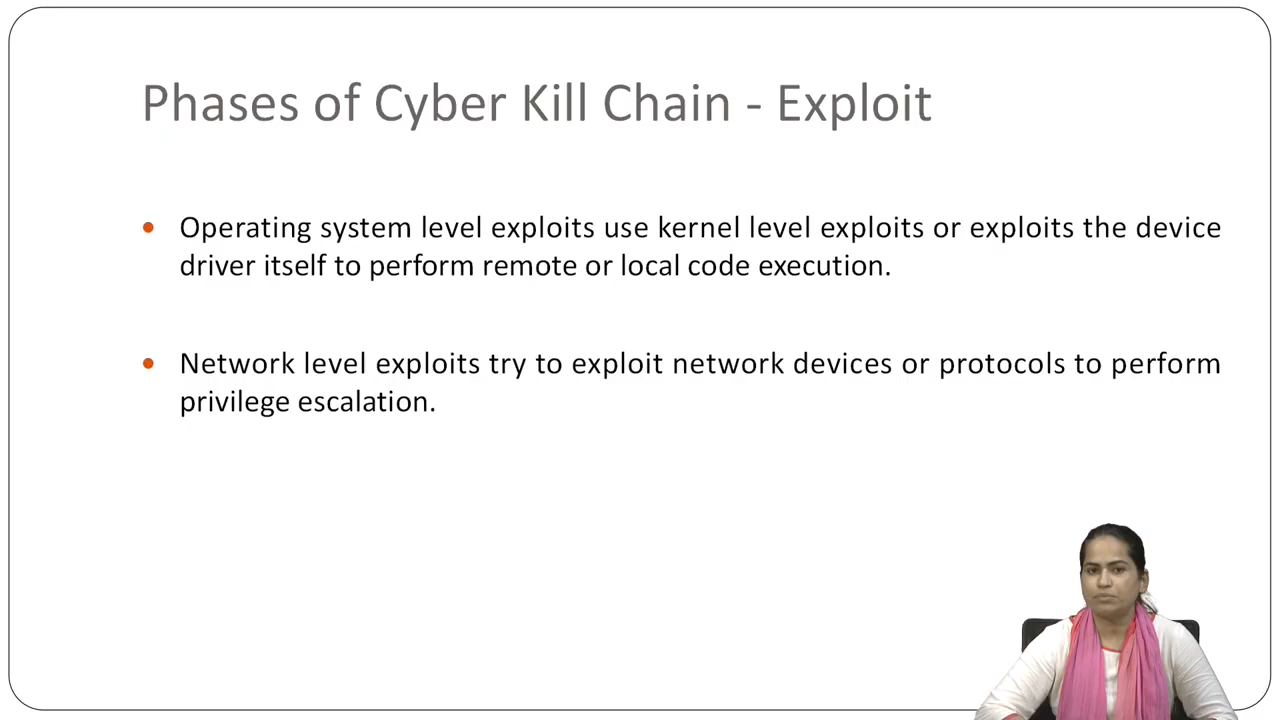 Phases of Cyber Kill Chain - Exploit
• Operating system level exploits use kernel level exploits or exploits the device
driver itself to perform remote or local code execution.
• Network level exploits try to exploit network devices or protocols to perform
privilege escalation.